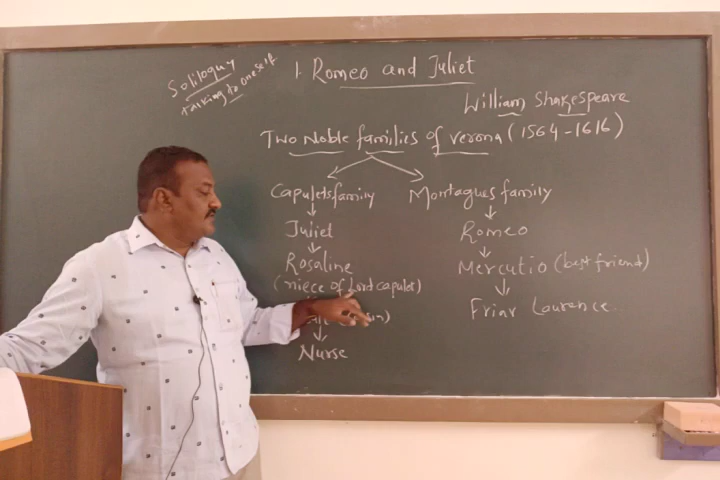 Soliloquy
talking to oneself
1. Romeo and Juliet
William Shakespeare
Two Noble families of verona (1564-1616)
Capulets family
Montagues family
Juliet
Romeo
Rosaline
Mercutio (best friend)
(niece of Lord capulet)
Friar Laurence.
Nurse